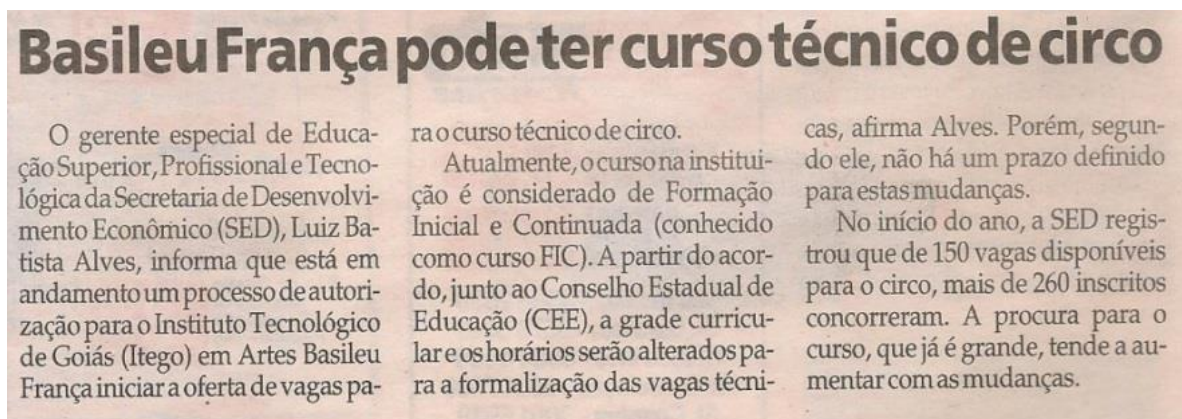 Basileu França pode ter curso técnico de circo
O gerente especial de Educa-
ção Superior, Profissional e Tecno-
lógica da Secretaria de Desenvolvi-
mento Econômico (SED), Luiz Ba-
tista Alves, informa que está em
andamento um processo de autori-
zação para o Instituto Tecnológico
de Goiás (Itego) em Artes Basileu
França iniciar a oferta de vagas pa-
ra o curso técnico de circo.
Atualmente, o curso na institui-
ção é considerado de Formação
Inicial e Continuada (conhecido
como curso FIC). A partir do acor-
do, junto ao Conselho Estadual de
Educação (CEE), a grade curricu-
lar e os horários serão alterados pa-
ra a formalização das vagas técni-
cas, afirma Alves. Porém, segun-
do ele, não há um prazo definido
para estas mudanças.
No início do ano, a SED regis-
trou que de 150 vagas disponíveis
para o circo, mais de 260 inscritos
concorreram. A procura para o
curso, que já é grande, tende a au-
mentar com as mudanças.